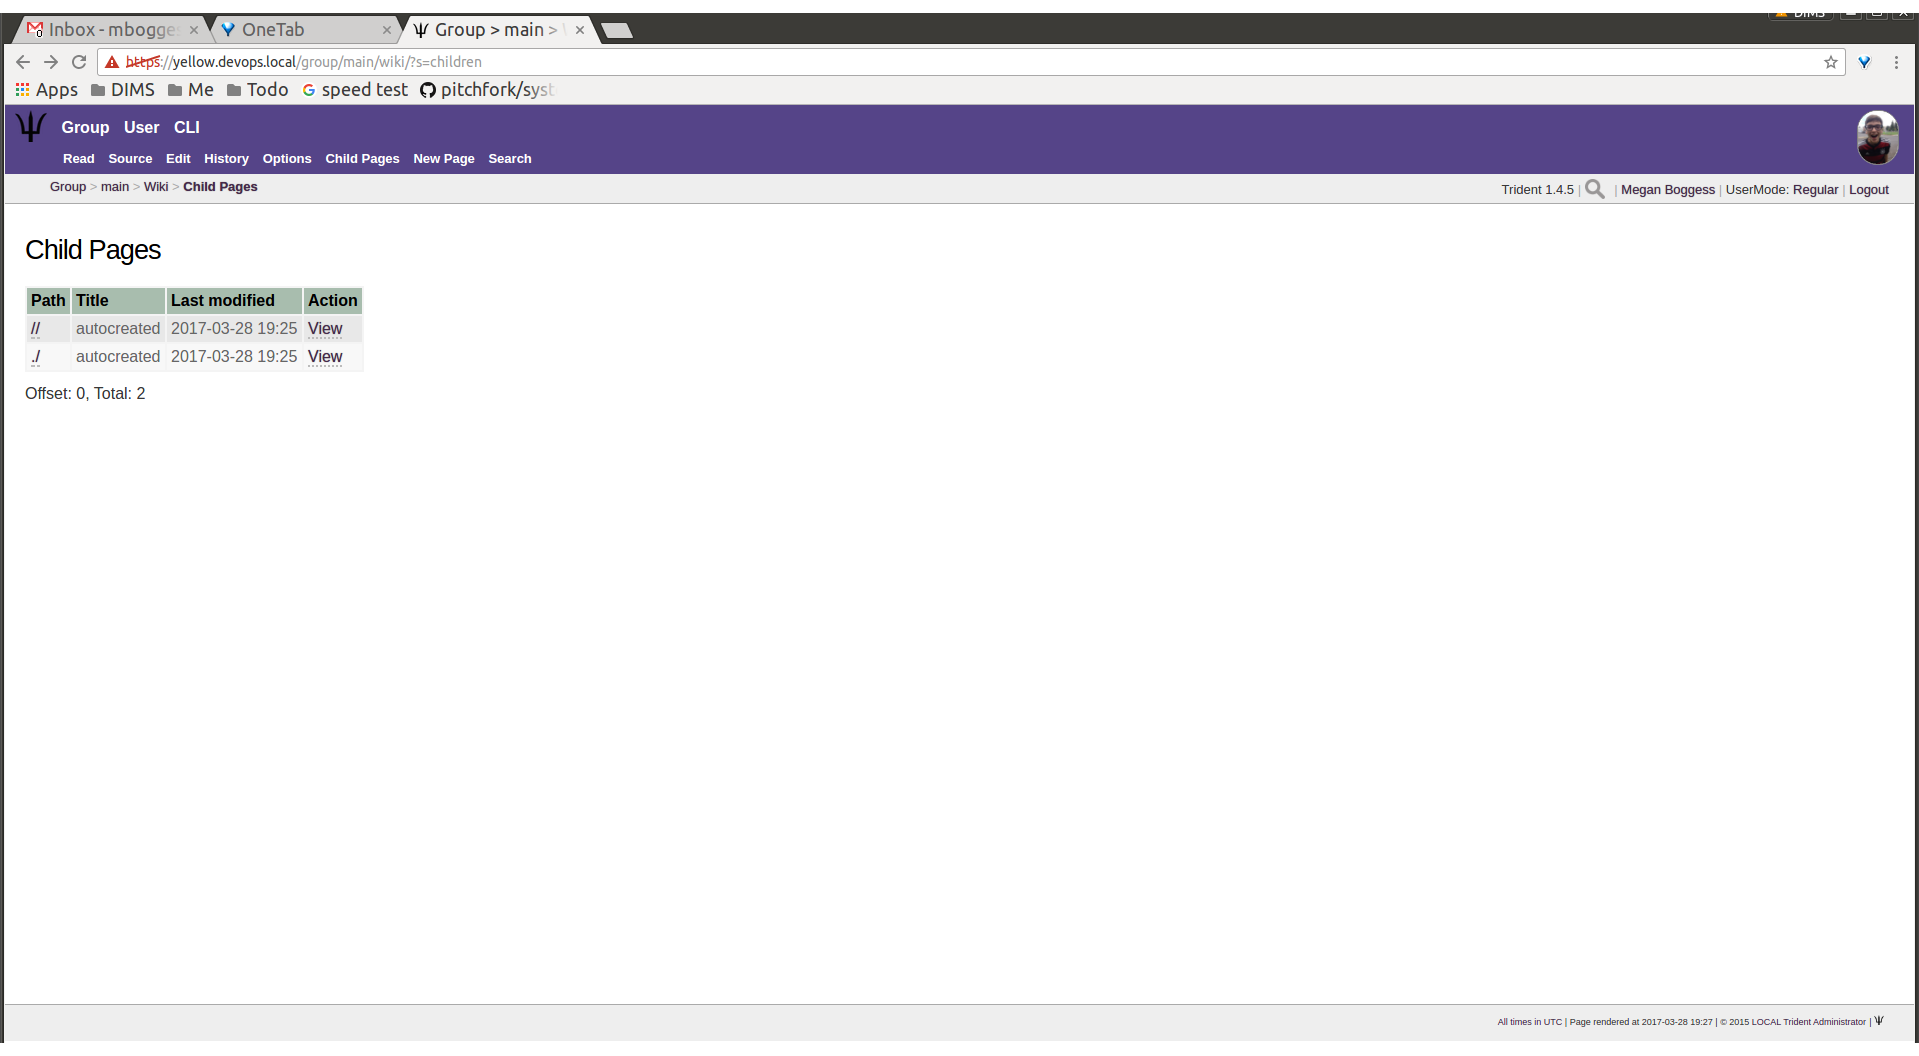 DIMS
Inbox - mbogge
OneTab
Group > main >
https://yellow.devops.local/group/main/wiki/?s=children
Apps DIMS Me Todo speed test pitchfork/syst
Group User CLI
Read Source Edit History Options Child Pages New Page Search
Group > main > Wiki > Child Pages
Trident 1.4.5 | | Megan Boggess | UserMode: Regular | Logout
Child Pages
Path Title Last modified Action
// autocreated 2017-03-28 19:25 View
./ autocreated 2017-03-28 19:25 View
Offset: 0, Total: 2
All times in UTC | Page rendered at 2017-03-28 19:27 | © 2015 LOCAL Trident Administrator |